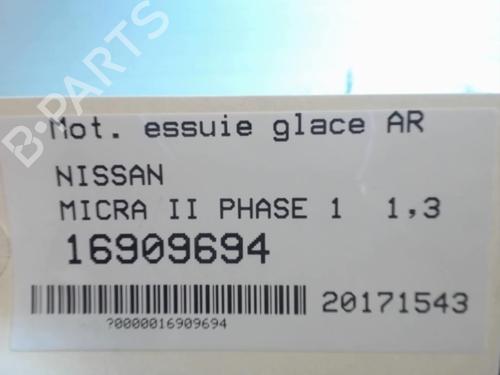 B-PARTS
Mot. essuie glace AR
NISSAN
MICRA II PHASE 1 1,3
16909694
20171543
?0000016909694